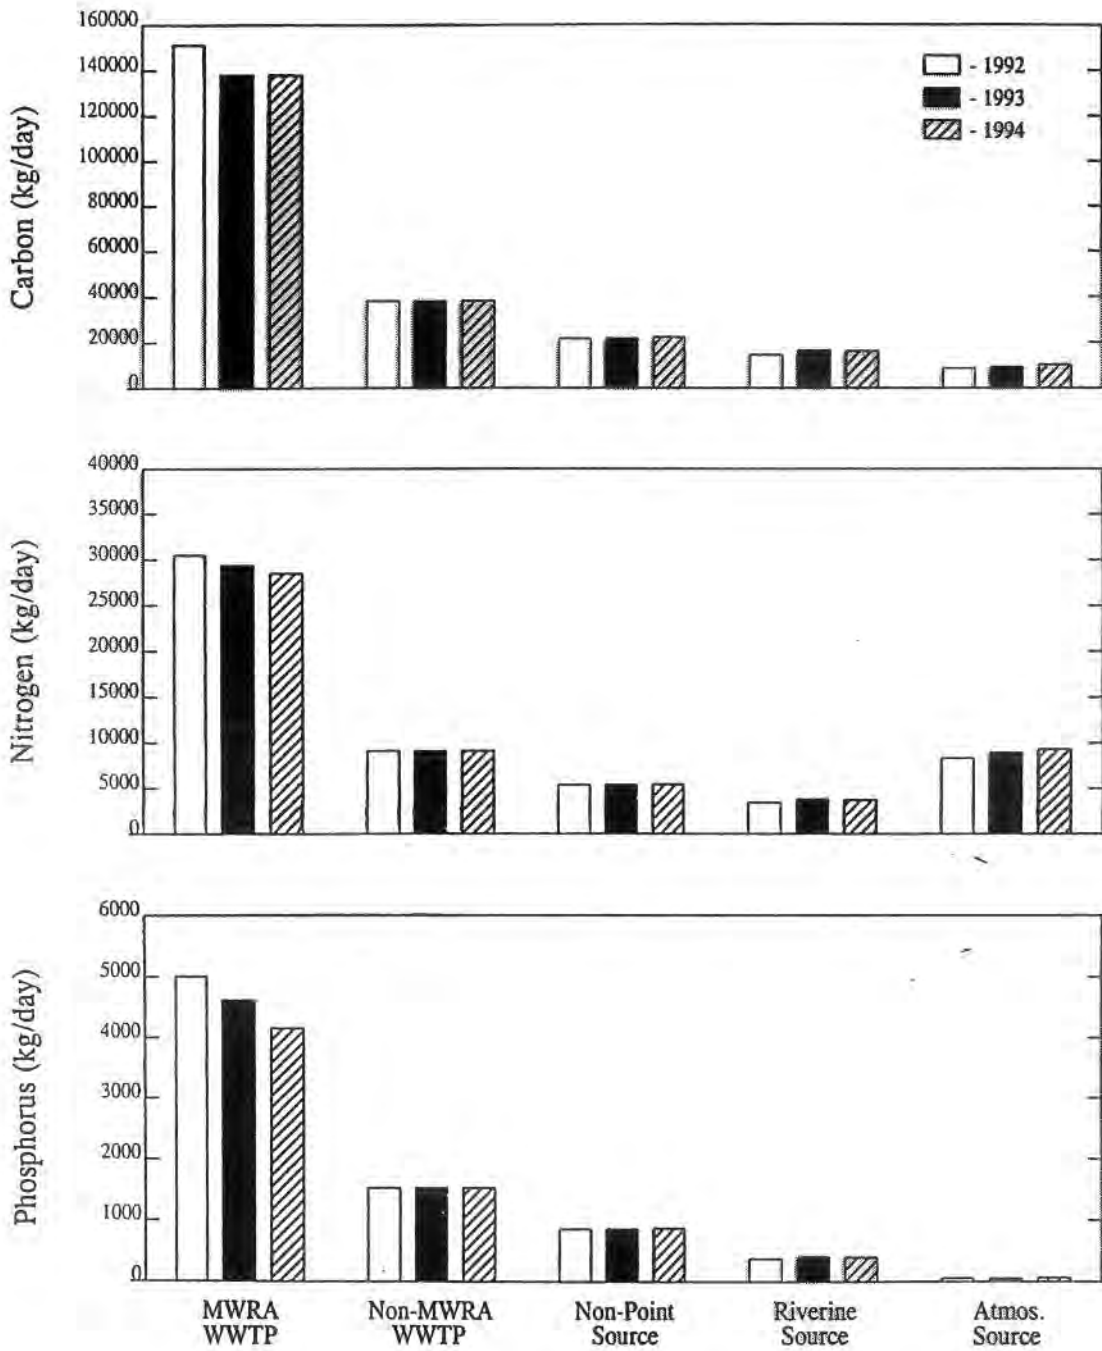 160000
140000
120000
100000
80000
60000
40000
20000
0
Carbon (kg/day)
- 1992
- 1993
- 1994
40000
35000
30000
25000
20000
15000
10000
5000
0
Nitrogen (kg/day)
6000
5000
4000
3000
2000
1000
0
Phosphorus (kg/day)
MWRA
WWTP
Non-MWRA
WWTP
Non-Point
Source
Riverine
Source
Atmos.
Source